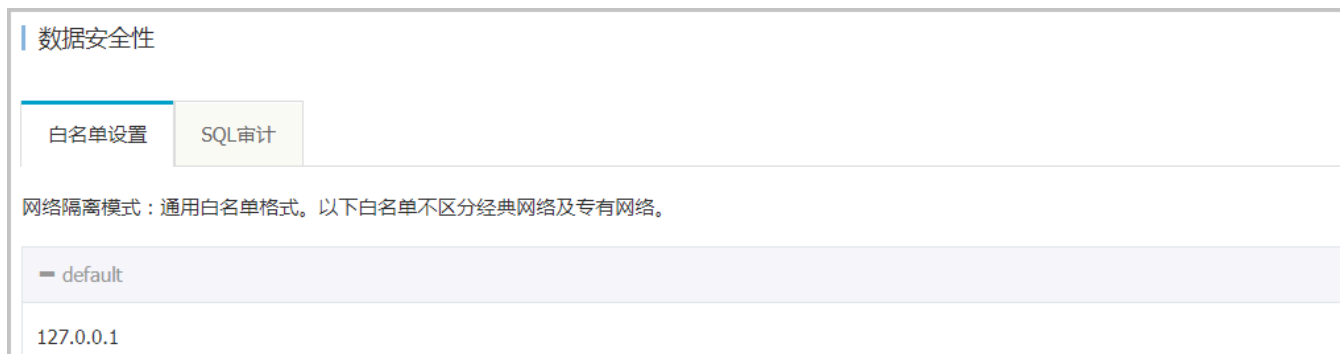 数据安全性
白名单设置 SQL审计
网络隔离模式：通用白名单格式。以下白名单不区分经典网络及专有网络。
default
127.0.0.1